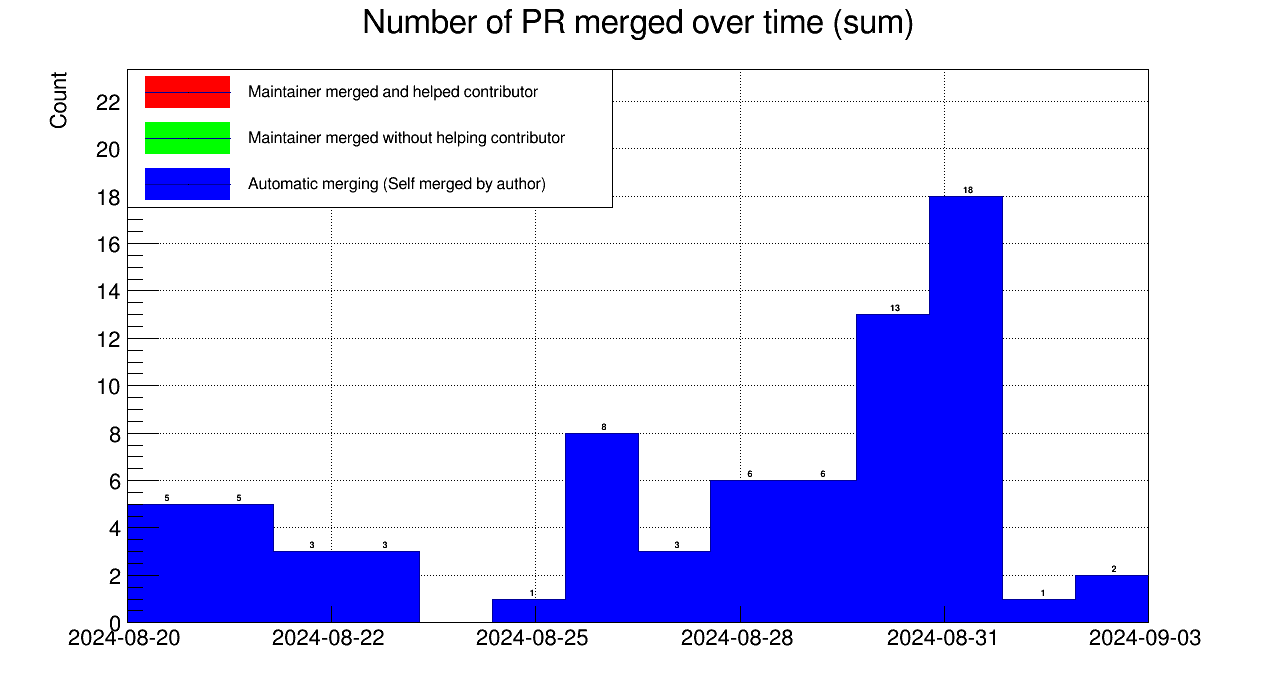 Number of PR merged over time (sum)
Count
Maintainer merged and helped contributor
Maintainer merged without helping contributor
Automatic merging (Self merged by author)
22
20
18
16
14
12
10
8
6
4
2
0
5 5 3 3 1 8 3 6 6 13 18 1 2
2024-08-20 2024-08-22 2024-08-25 2024-08-28 2024-08-31 2024-09-03